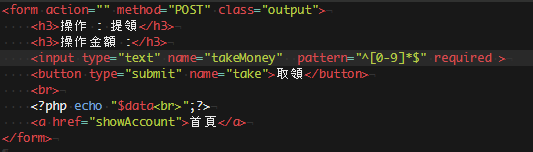 <form action="" method="POST" class="output">
<h3>操作 : 提領</h3>
<h3>操作金額 :</h3>
<input type="text" name="takeMoney"  pattern="^[0-9]*$" required >
<button type="submit" name="take">取領</button>
<br>
<?php echo "$data<br>";?>
<a href="showAccount">首頁</a>
</form>